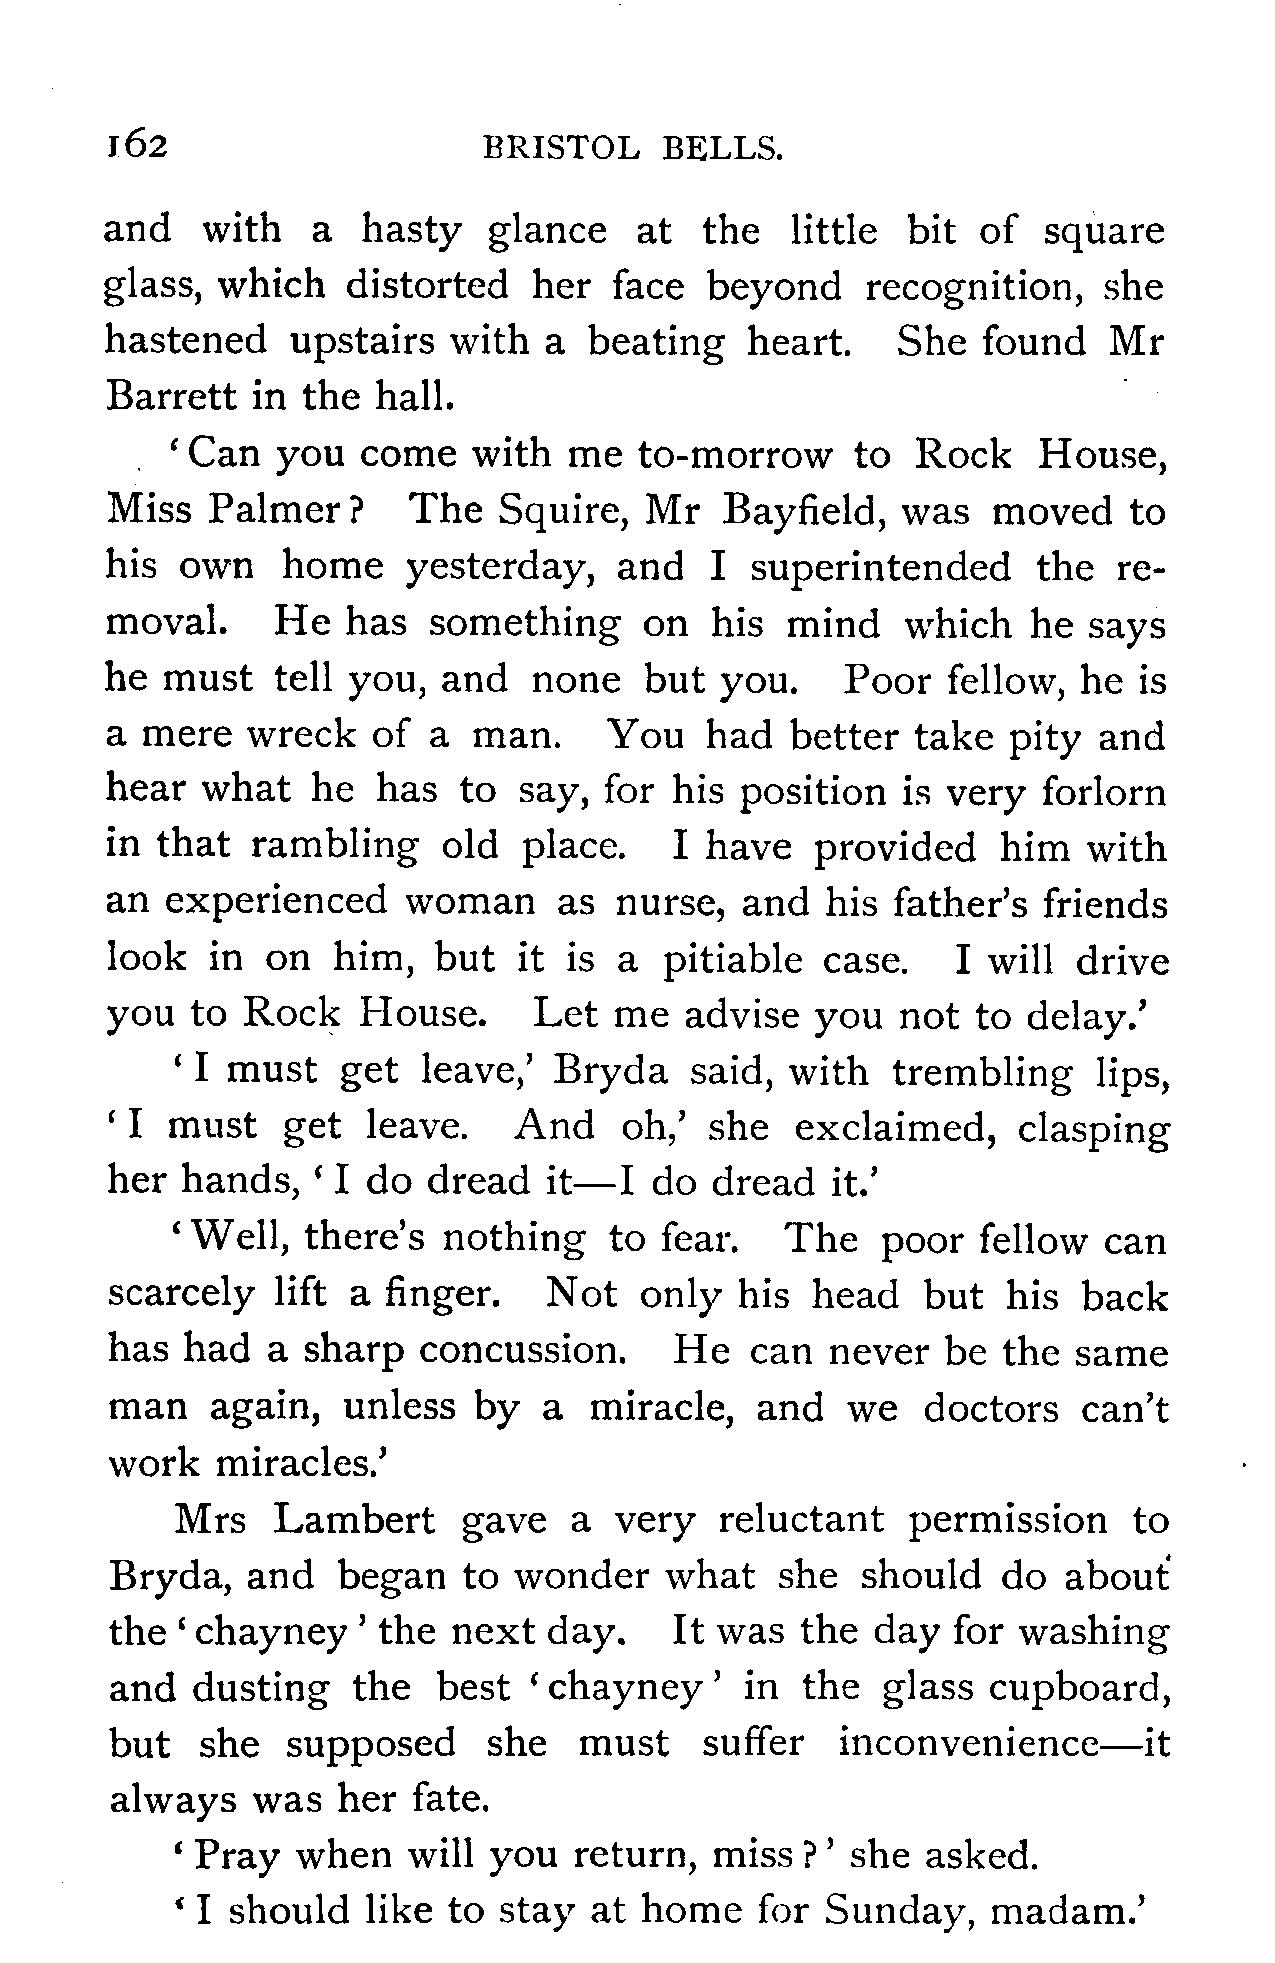 162 BRISTOL BELLS.
and with a hasty glance at the little bit of square
glass, which distorted her face beyond recognition, she
hastened upstairs with a beating heart. She found Mr
Barrett in the hall.
‘Can you come with me to-morrow to Rock House,
Miss Palmer? The Squire, Mr Bayfield, was moved to
his own home yesterday, and I superintended the re-
moval. He has something on his mind which he says
he must tell you, and none but you. Poor fellow, he is
a mere wreck of a man. You had better take pity and
hear what he has to say, for his position is very forlorn
in that rambling old place. I have provided him with
an experienced woman as nurse, and his father's friends
look in on him, but it is a pitiable case. I will drive
you to Rock House. Let me advise you not to delay.’
‘I must get leave,’ Bryda said, with trembling lips,
‘I must get leave. And oh,’ she exclaimed, clasping
her hands, ‘I do dread it—I do dread it.’
‘Well, there's nothing to fear. The poor fellow can
scarcely lift a finger. Not only his head but his back
has had a sharp concussion. He can never be the same
man again, unless by a miracle, and we doctors can't
work miracles.’
Mrs Lambert gave a very reluctant permission to
Bryda, and began to wonder what she should do about
the ‘chayney’ the next day. It was the day for washing
and dusting the best ‘chayney’ in the glass cupboard,
but she supposed she must suffer inconvenience—it
always was her fate.
‘Pray when will you return, miss?’ she asked.
‘I should like to stay at home for Sunday, madam.’